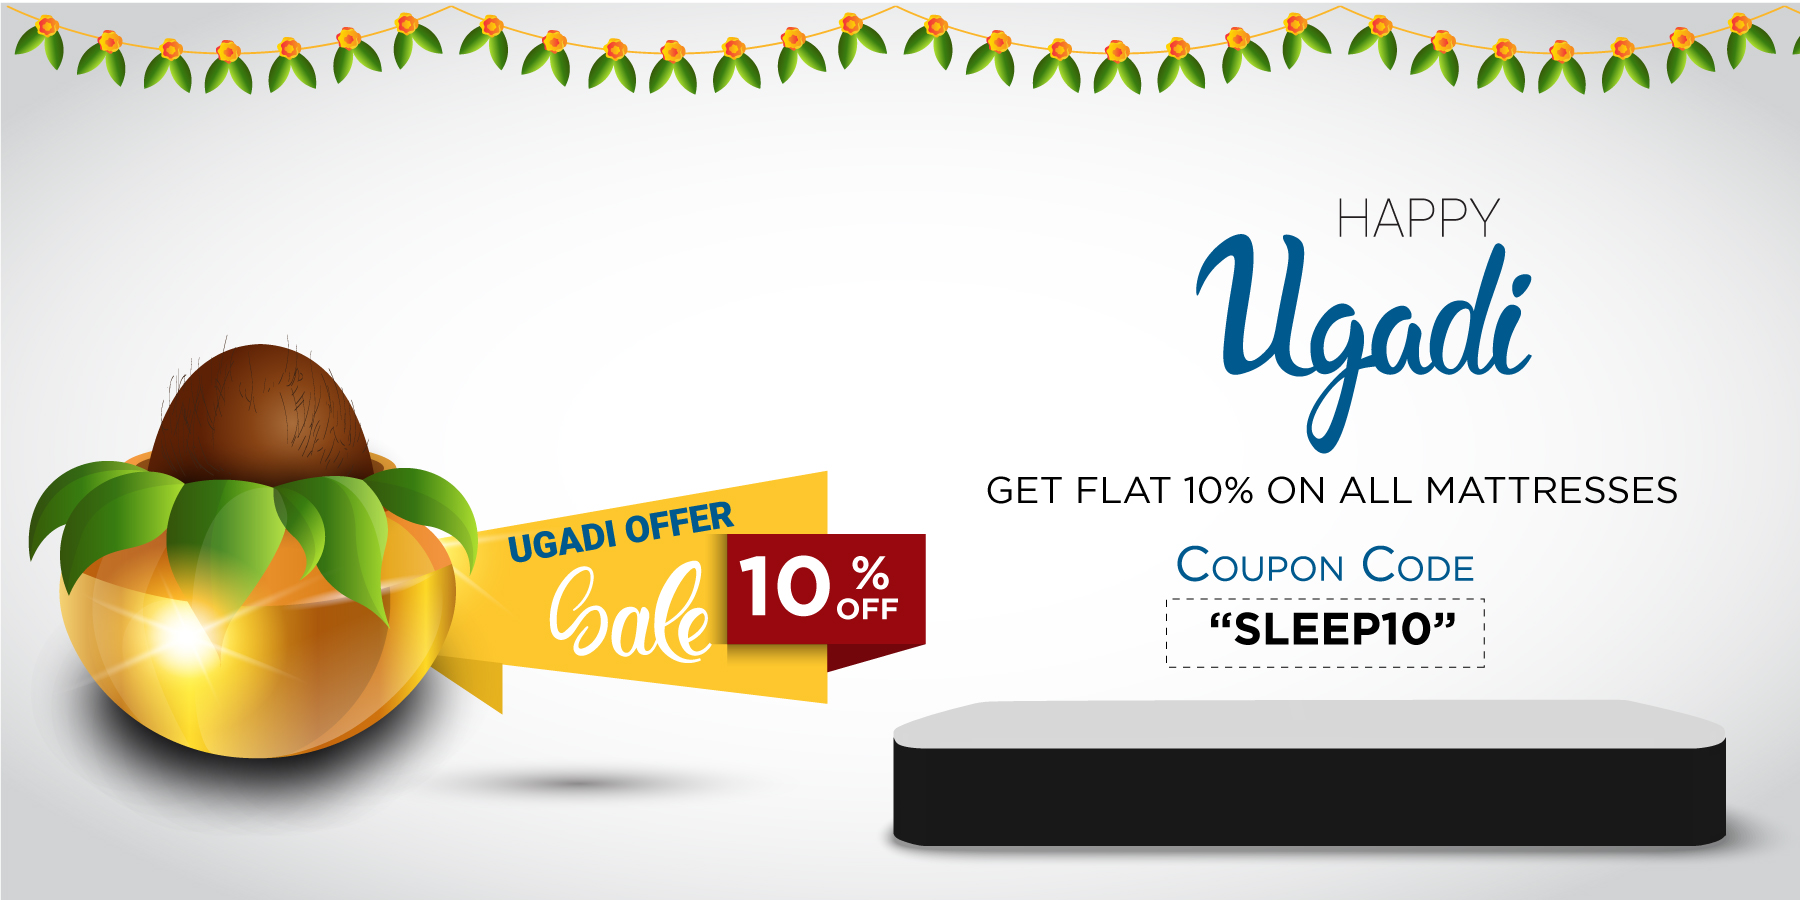 HAPPY
Ugadi
GET FLAT 10% ON ALL MATTRESSES
Coupon Code
“SLEEP10”
UGADI OFFER
Sale
10 % OFF